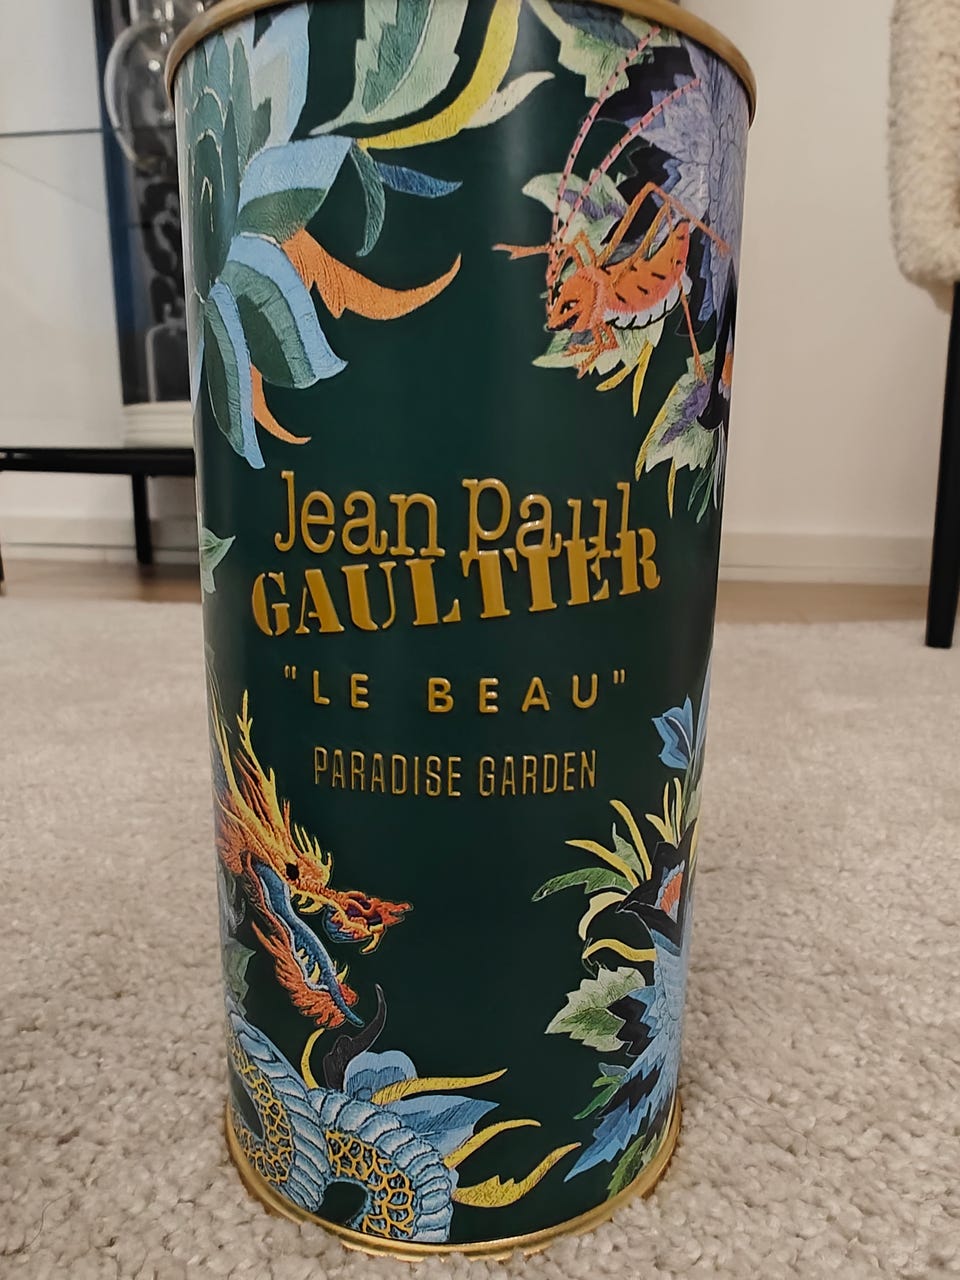 Jean Paul
GAULTIER
"LE BEAU"
PARADISE GARDEN